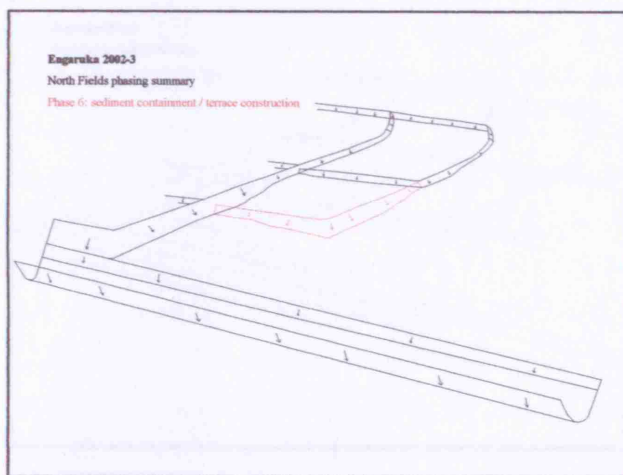 Engaruka 2002-3
North Fields phasing summary
Phase 6: sediment containment / terrace construction